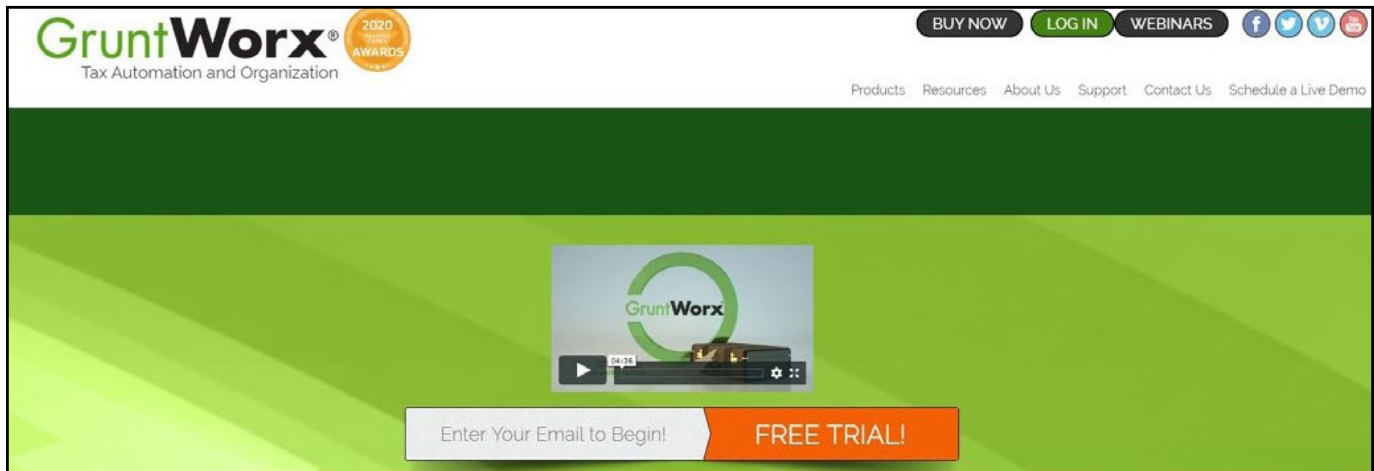 GruntWorx®
Tax Automation and Organization
2020
AWARDS
BUY NOW
LOG IN
WEBINARS
Products Resources About Us Support Contact Us Schedule a Live Demo
GruntWorx
04:36
Enter Your Email to Begin!
FREE TRIAL!